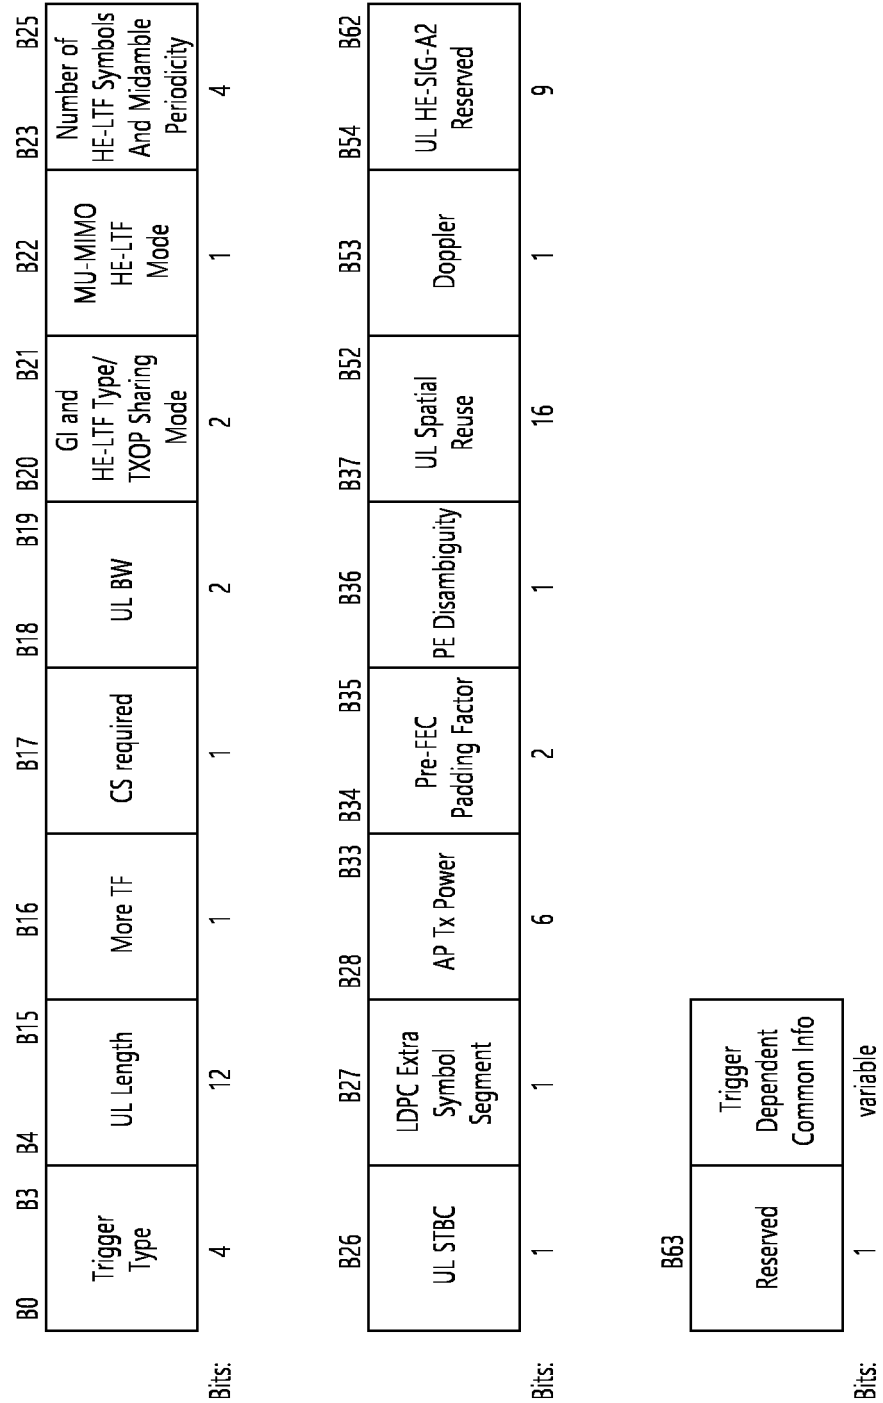 B0 B3 B4 B15 B16 B17 B18 B19 B20 B21 B22 B23 B25
Trigger
Type
UL Length
More TF
CS required
UL BW
GI and
HE-LTF Type/
TXOP Sharing
Mode
MU-MIMO
HE-LTF
Mode
Number of
HE-LTF Symbols
And Midamble
Periodicity
Bits: 4 12 1 1 2 2 1 4
B26 B27 B28 B33 B34 B35 B36 B37 B52 B53 B54 B62
UL STBC
LDPC Extra
Symbol
Segment
AP Tx Power
Pre-FEC
Padding Factor
PE Disambiguity
UL Spatial
Reuse
Doppler
UL HE-SIG-A2
Reserved
Bits: 1 1 6 2 1 16 1 9
B63
Reserved
Trigger
Dependent
Common Info
Bits: 1 variable